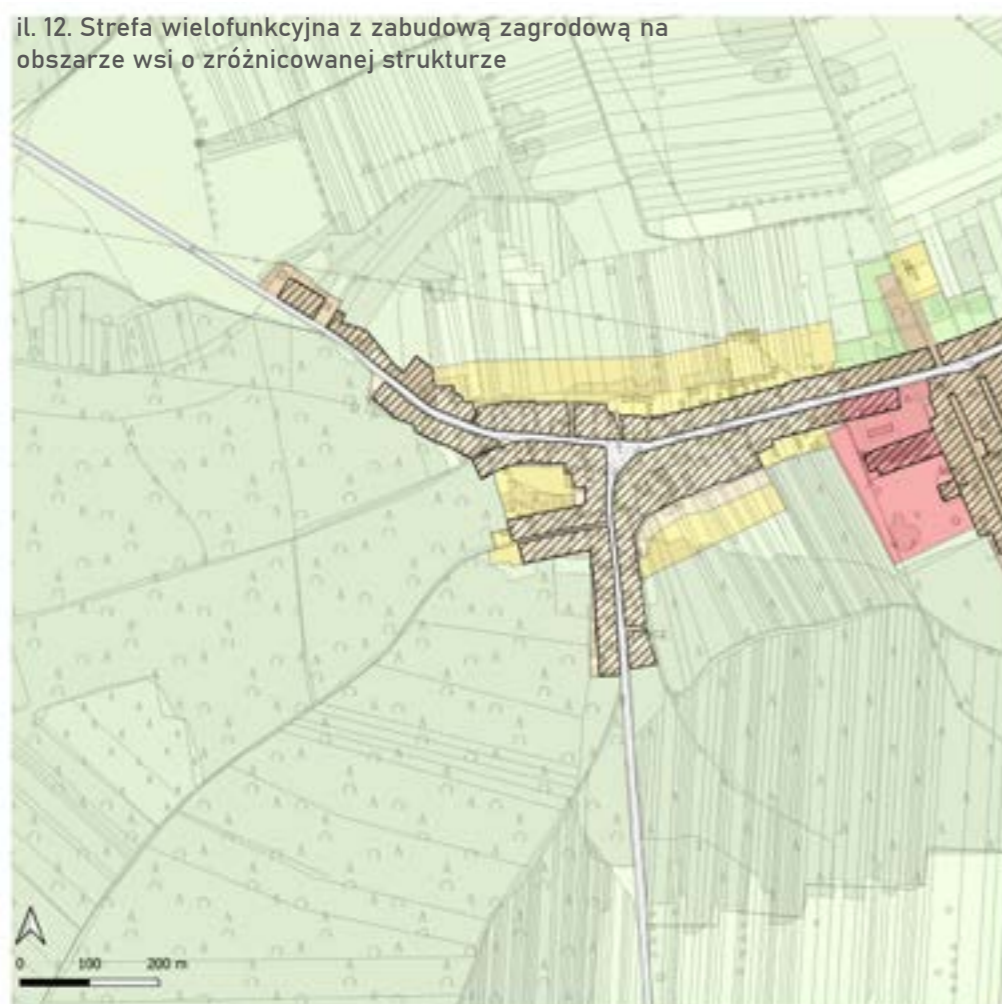 il. 12. Strefa wielofunkcyjna z zabudową zagrodową na
obszarze wsi o zróżnicowanej strukturze
0 100 200 m